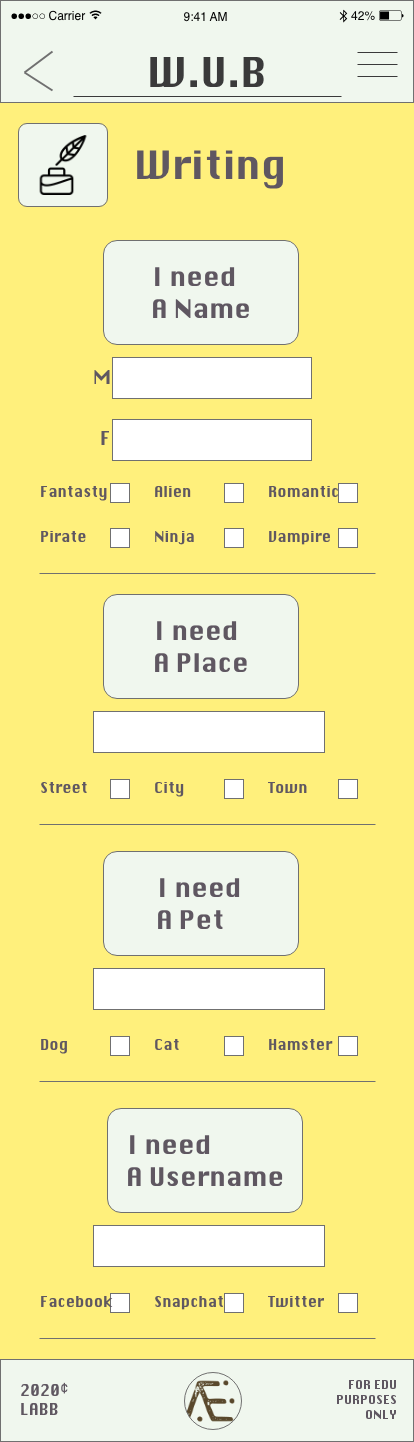 ●●●○○ Carrier 9:41 AM 42%
W.U.B
Writing
I need
A Name
M
F
Fantasty Alien Romantic
Pirate Ninja Vampire
I need
A Place
Street City Town
I need
A Pet
Dog Cat Hamster
I need
A Username
Facebook Snapchat Twitter
2020¢
LABB
Æ
FOR EDU
PURPOSES
ONLY